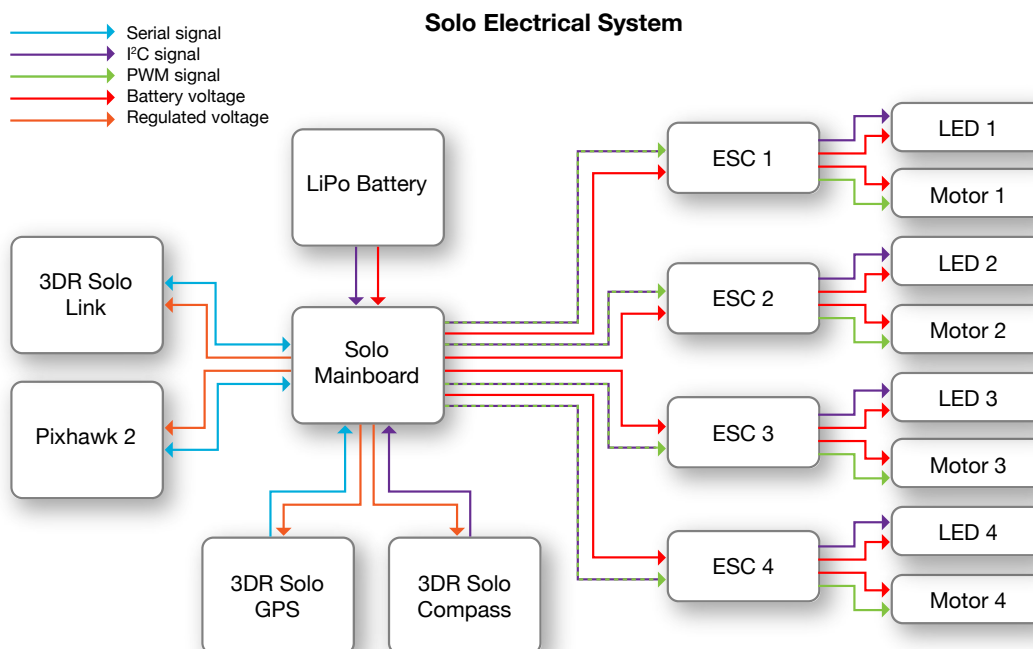 Solo Electrical System
Serial signal
I²C signal
PWM signal
Battery voltage
Regulated voltage
LiPo Battery
3DR Solo
Link
Solo
Mainboard
Pixhawk 2
3DR Solo
GPS
3DR Solo
Compass
ESC 1
LED 1
Motor 1
ESC 2
LED 2
Motor 2
ESC 3
LED 3
Motor 3
ESC 4
LED 4
Motor 4